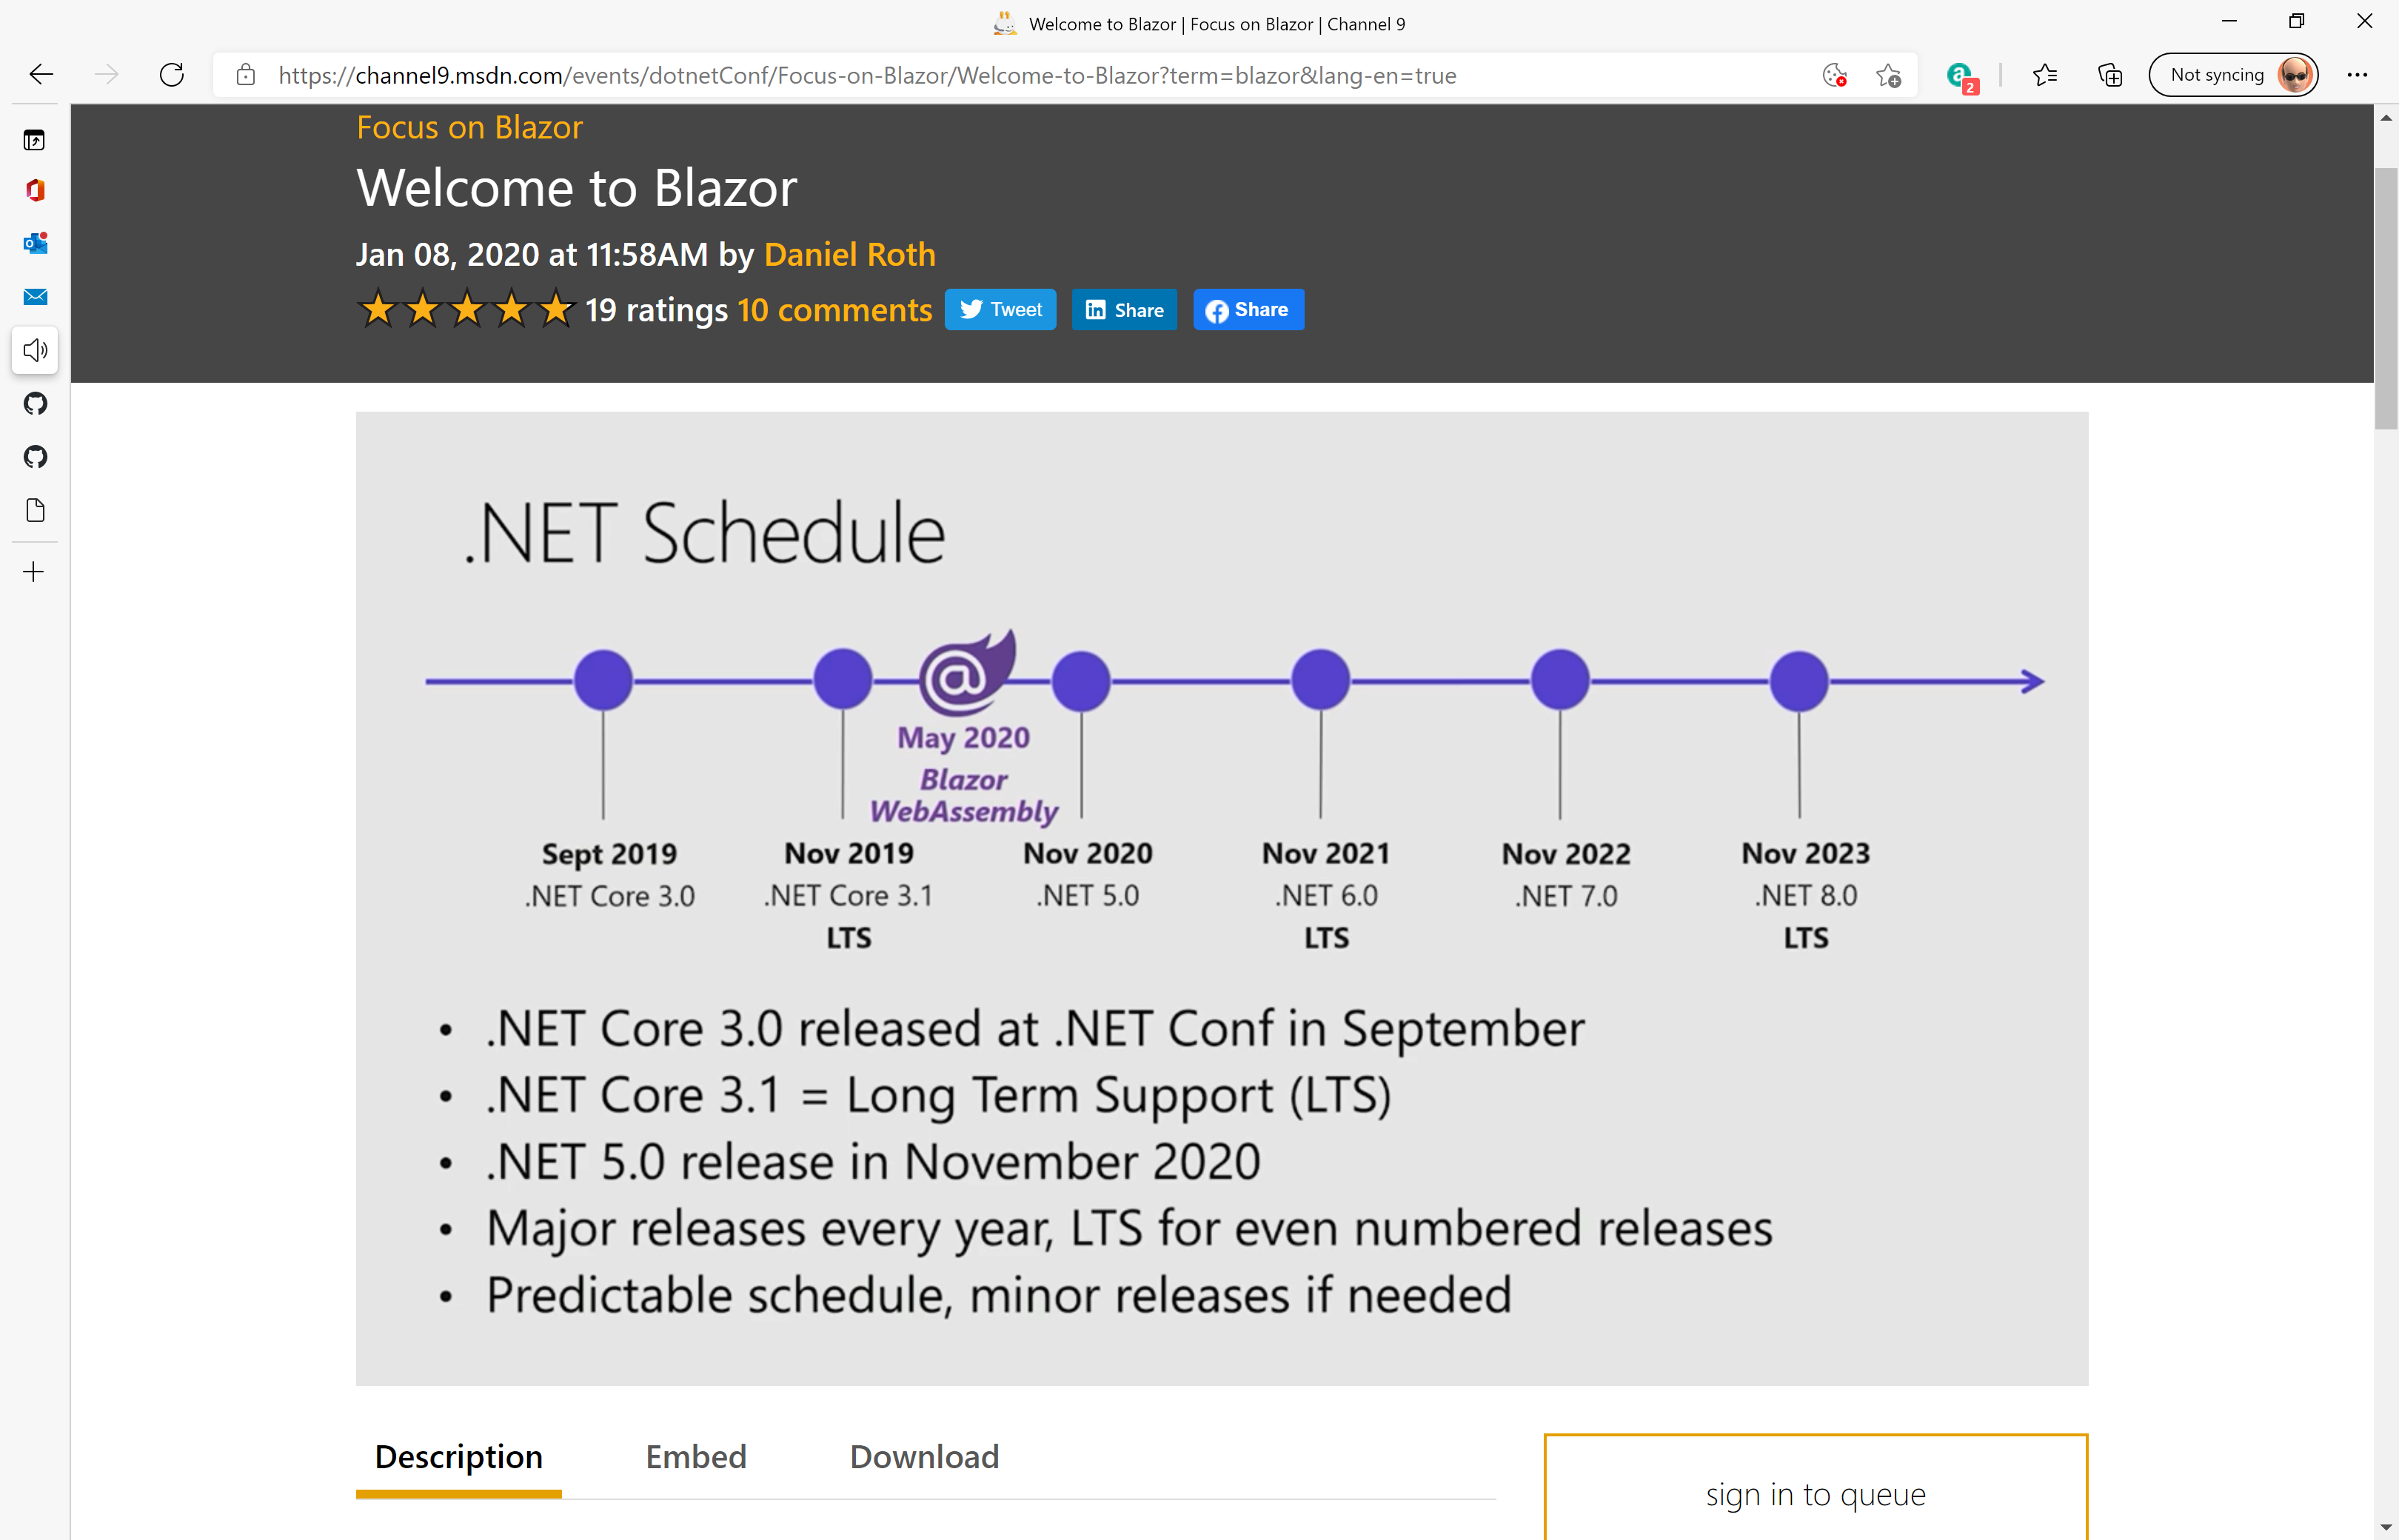 Welcome to Blazor | Focus on Blazor | Channel 9
https://channel9.msdn.com/events/dotnetConf/Focus-on-Blazor/Welcome-to-Blazor?term=blazor&lang-en=true
a 2
Not syncing
Focus on Blazor
Welcome to Blazor
Jan 08, 2020 at 11:58AM by Daniel Roth
19 ratings 10 comments Tweet in Share Share
.NET Schedule
@
May 2020
Blazor
WebAssembly
Sept 2019 Nov 2019 Nov 2020 Nov 2021 Nov 2022 Nov 2023
.NET Core 3.0 .NET Core 3.1 .NET 5.0 .NET 6.0 .NET 7.0 .NET 8.0
LTS LTS LTS
• .NET Core 3.0 released at .NET Conf in September
• .NET Core 3.1 = Long Term Support (LTS)
• .NET 5.0 release in November 2020
• Major releases every year, LTS for even numbered releases
• Predictable schedule, minor releases if needed
Description Embed Download
sign in to queue